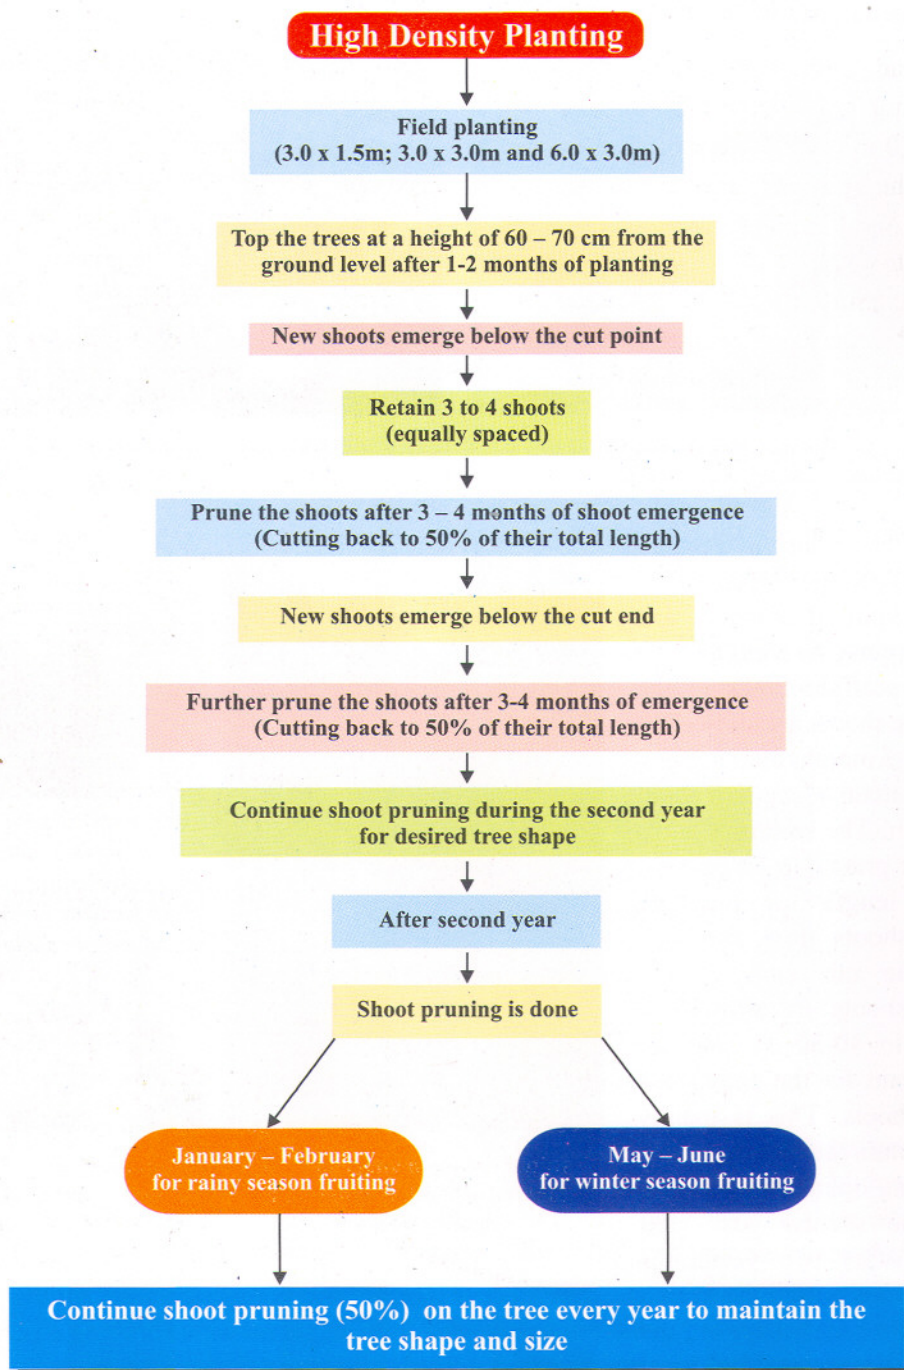 High Density Planting
Field planting
(3.0 x 1.5m; 3.0 x 3.0m and 6.0 x 3.0m)
Top the trees at a height of 60 – 70 cm from the
ground level after 1-2 months of planting
New shoots emerge below the cut point
Retain 3 to 4 shoots
(equally spaced)
Prune the shoots after 3 – 4 months of shoot emergence
(Cutting back to 50% of their total length)
New shoots emerge below the cut end
Further prune the shoots after 3-4 months of emergence
(Cutting back to 50% of their total length)
Continue shoot pruning during the second year
for desired tree shape
After second year
Shoot pruning is done
January – February
for rainy season fruiting
May – June
for winter season fruiting
Continue shoot pruning (50%) on the tree every year to maintain the
tree shape and size